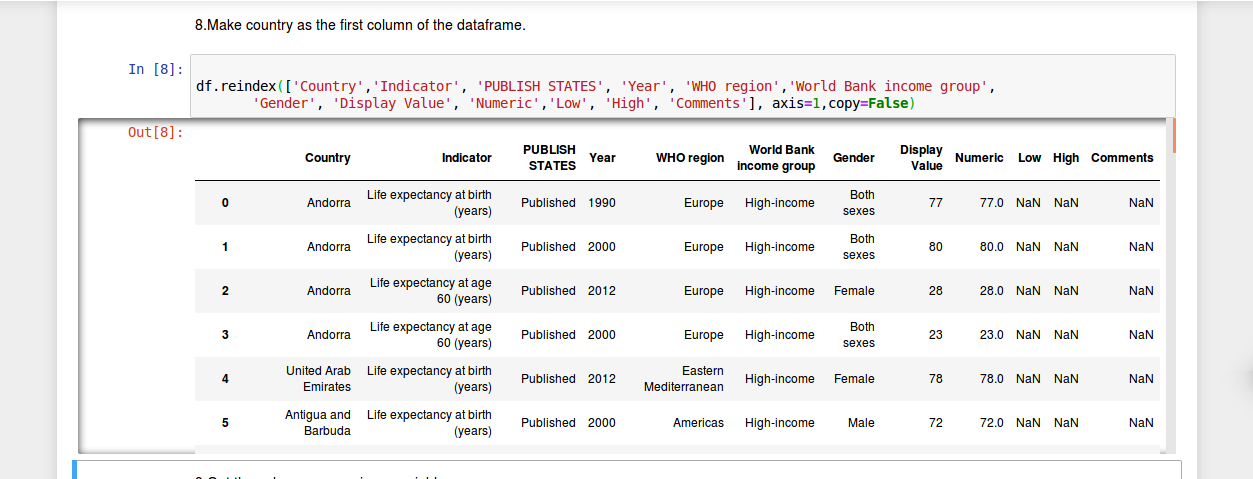 8.Make country as the first column of the dataframe.
In [8]:
df.reindex(['Country','Indicator', 'PUBLISH STATES', 'Year', 'WHO region','World Bank income group',
'Gender', 'Display Value', 'Numeric','Low', 'High', 'Comments'], axis=1,copy=False)
Out[8]:
Country Indicator PUBLISH STATES Year WHO region World Bank income group Gender Display Value Numeric Low High Comments
0 Andorra Life expectancy at birth (years) Published 1990 Europe High-income Both sexes 77 77.0 NaN NaN NaN
1 Andorra Life expectancy at birth (years) Published 2000 Europe High-income Both sexes 80 80.0 NaN NaN NaN
2 Andorra Life expectancy at age 60 (years) Published 2012 Europe High-income Female 28 28.0 NaN NaN NaN
3 Andorra Life expectancy at age 60 (years) Published 2000 Europe High-income Both sexes 23 23.0 NaN NaN NaN
4 United Arab Emirates Life expectancy at birth (years) Published 2012 Eastern Mediterranean High-income Female 78 78.0 NaN NaN NaN
5 Antigua and Barbuda Life expectancy at birth (years) Published 2000 Americas High-income Male 72 72.0 NaN NaN NaN